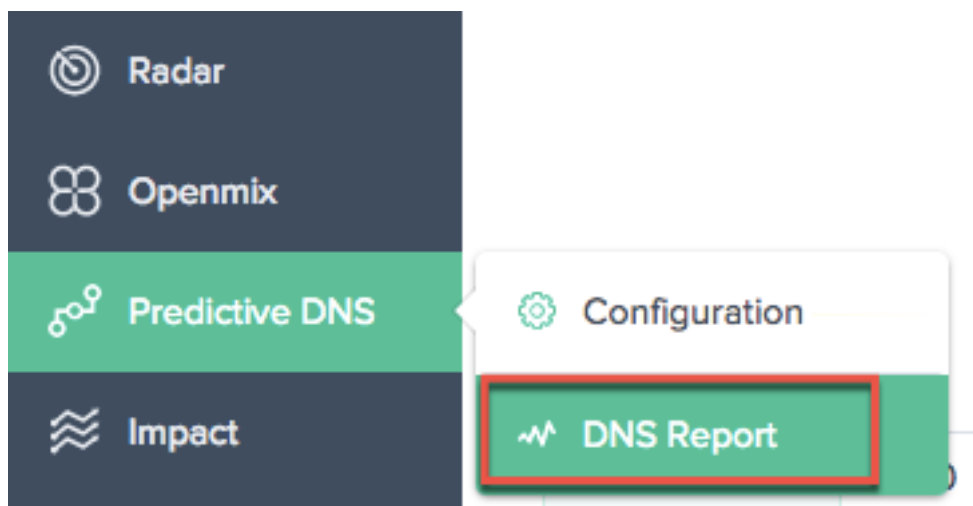 Radar
Openmix
Predictive DNS
Configuration
Impact
DNS Report